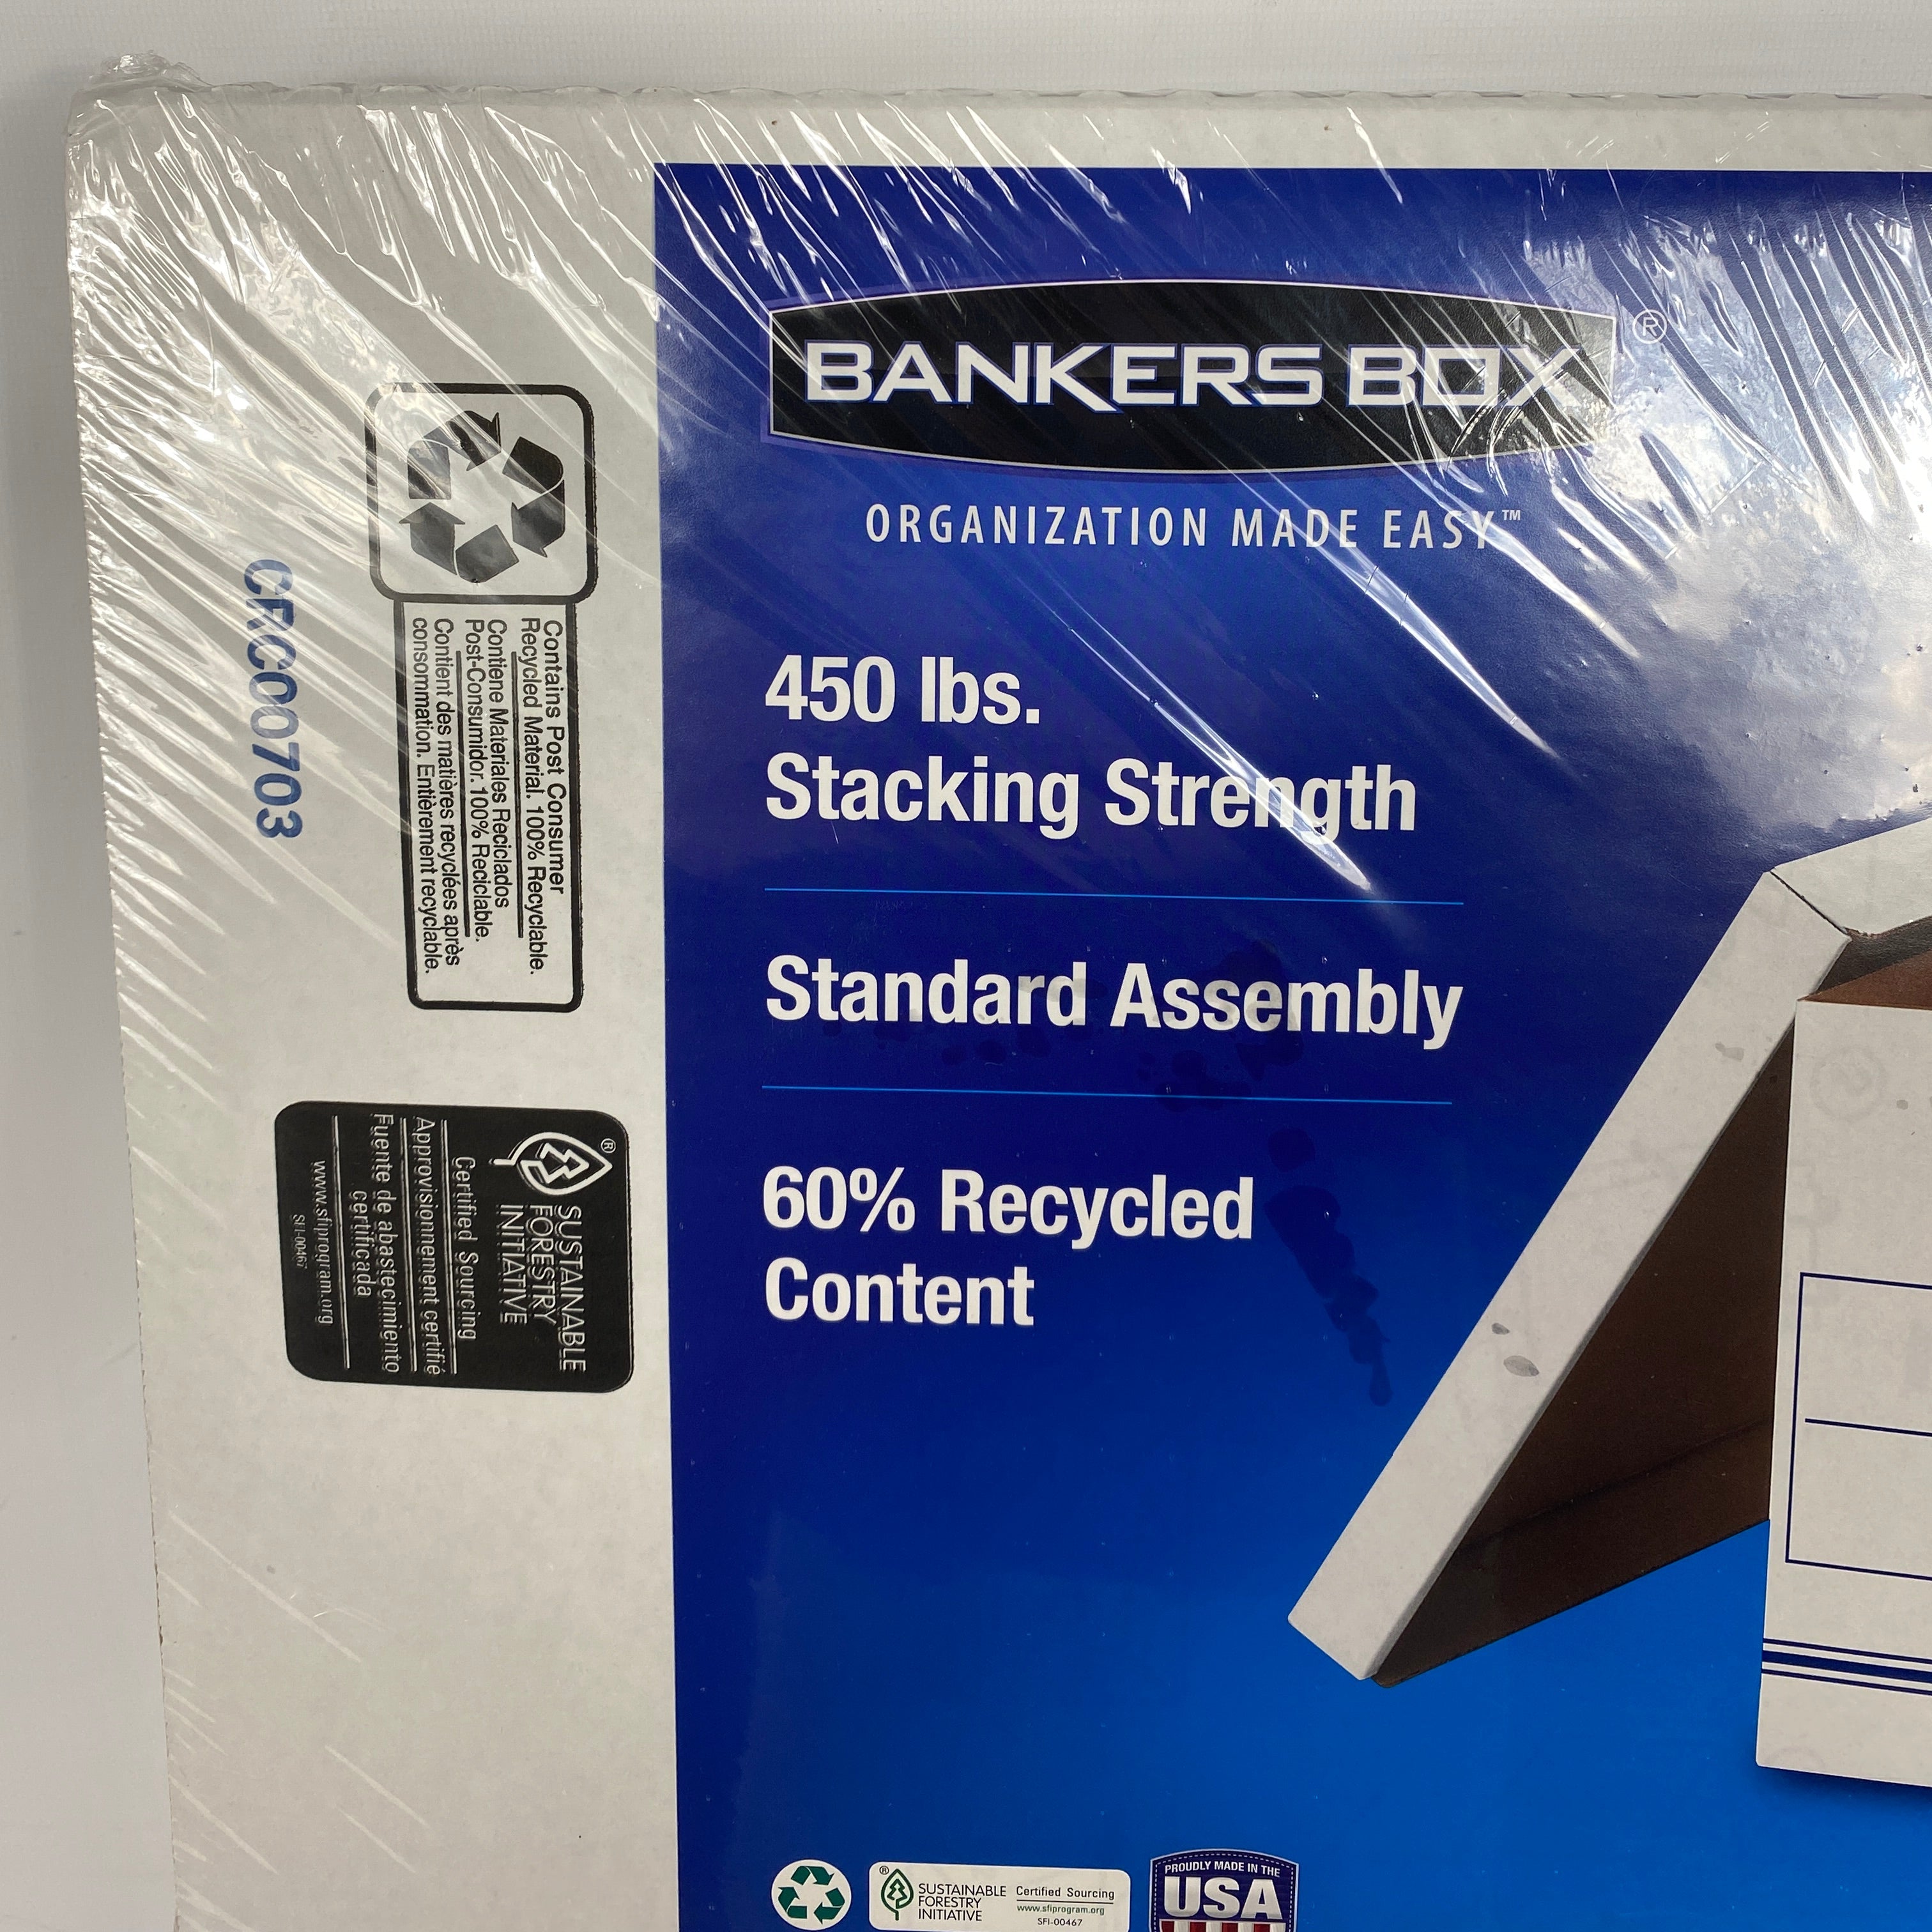 BANKERS BOX ®
ORGANIZATION MADE EASY™
450 lbs.
Stacking Strength
Standard Assembly
60% Recycled
Content
Contains Post Consumer
Recycled Material. 100% Recyclable.
Contiene Materiales Reciclados
Post-Consumidor. 100% Reciclable.
Contient des matières recyclées après
consommation. Entièrement recyclable.
CRC00703
®
SUSTAINABLE
FORESTRY
INITIATIVE
Certified Sourcing
Approvisionnement certifié
Fuente de abastecimiento
certificada
www.sfiprogram.org
SFI-00467
®
SUSTAINABLE
FORESTRY
INITIATIVE
Certified Sourcing
www.sfiprogram.org
SFI-00467
PROUDLY MADE IN THE
USA